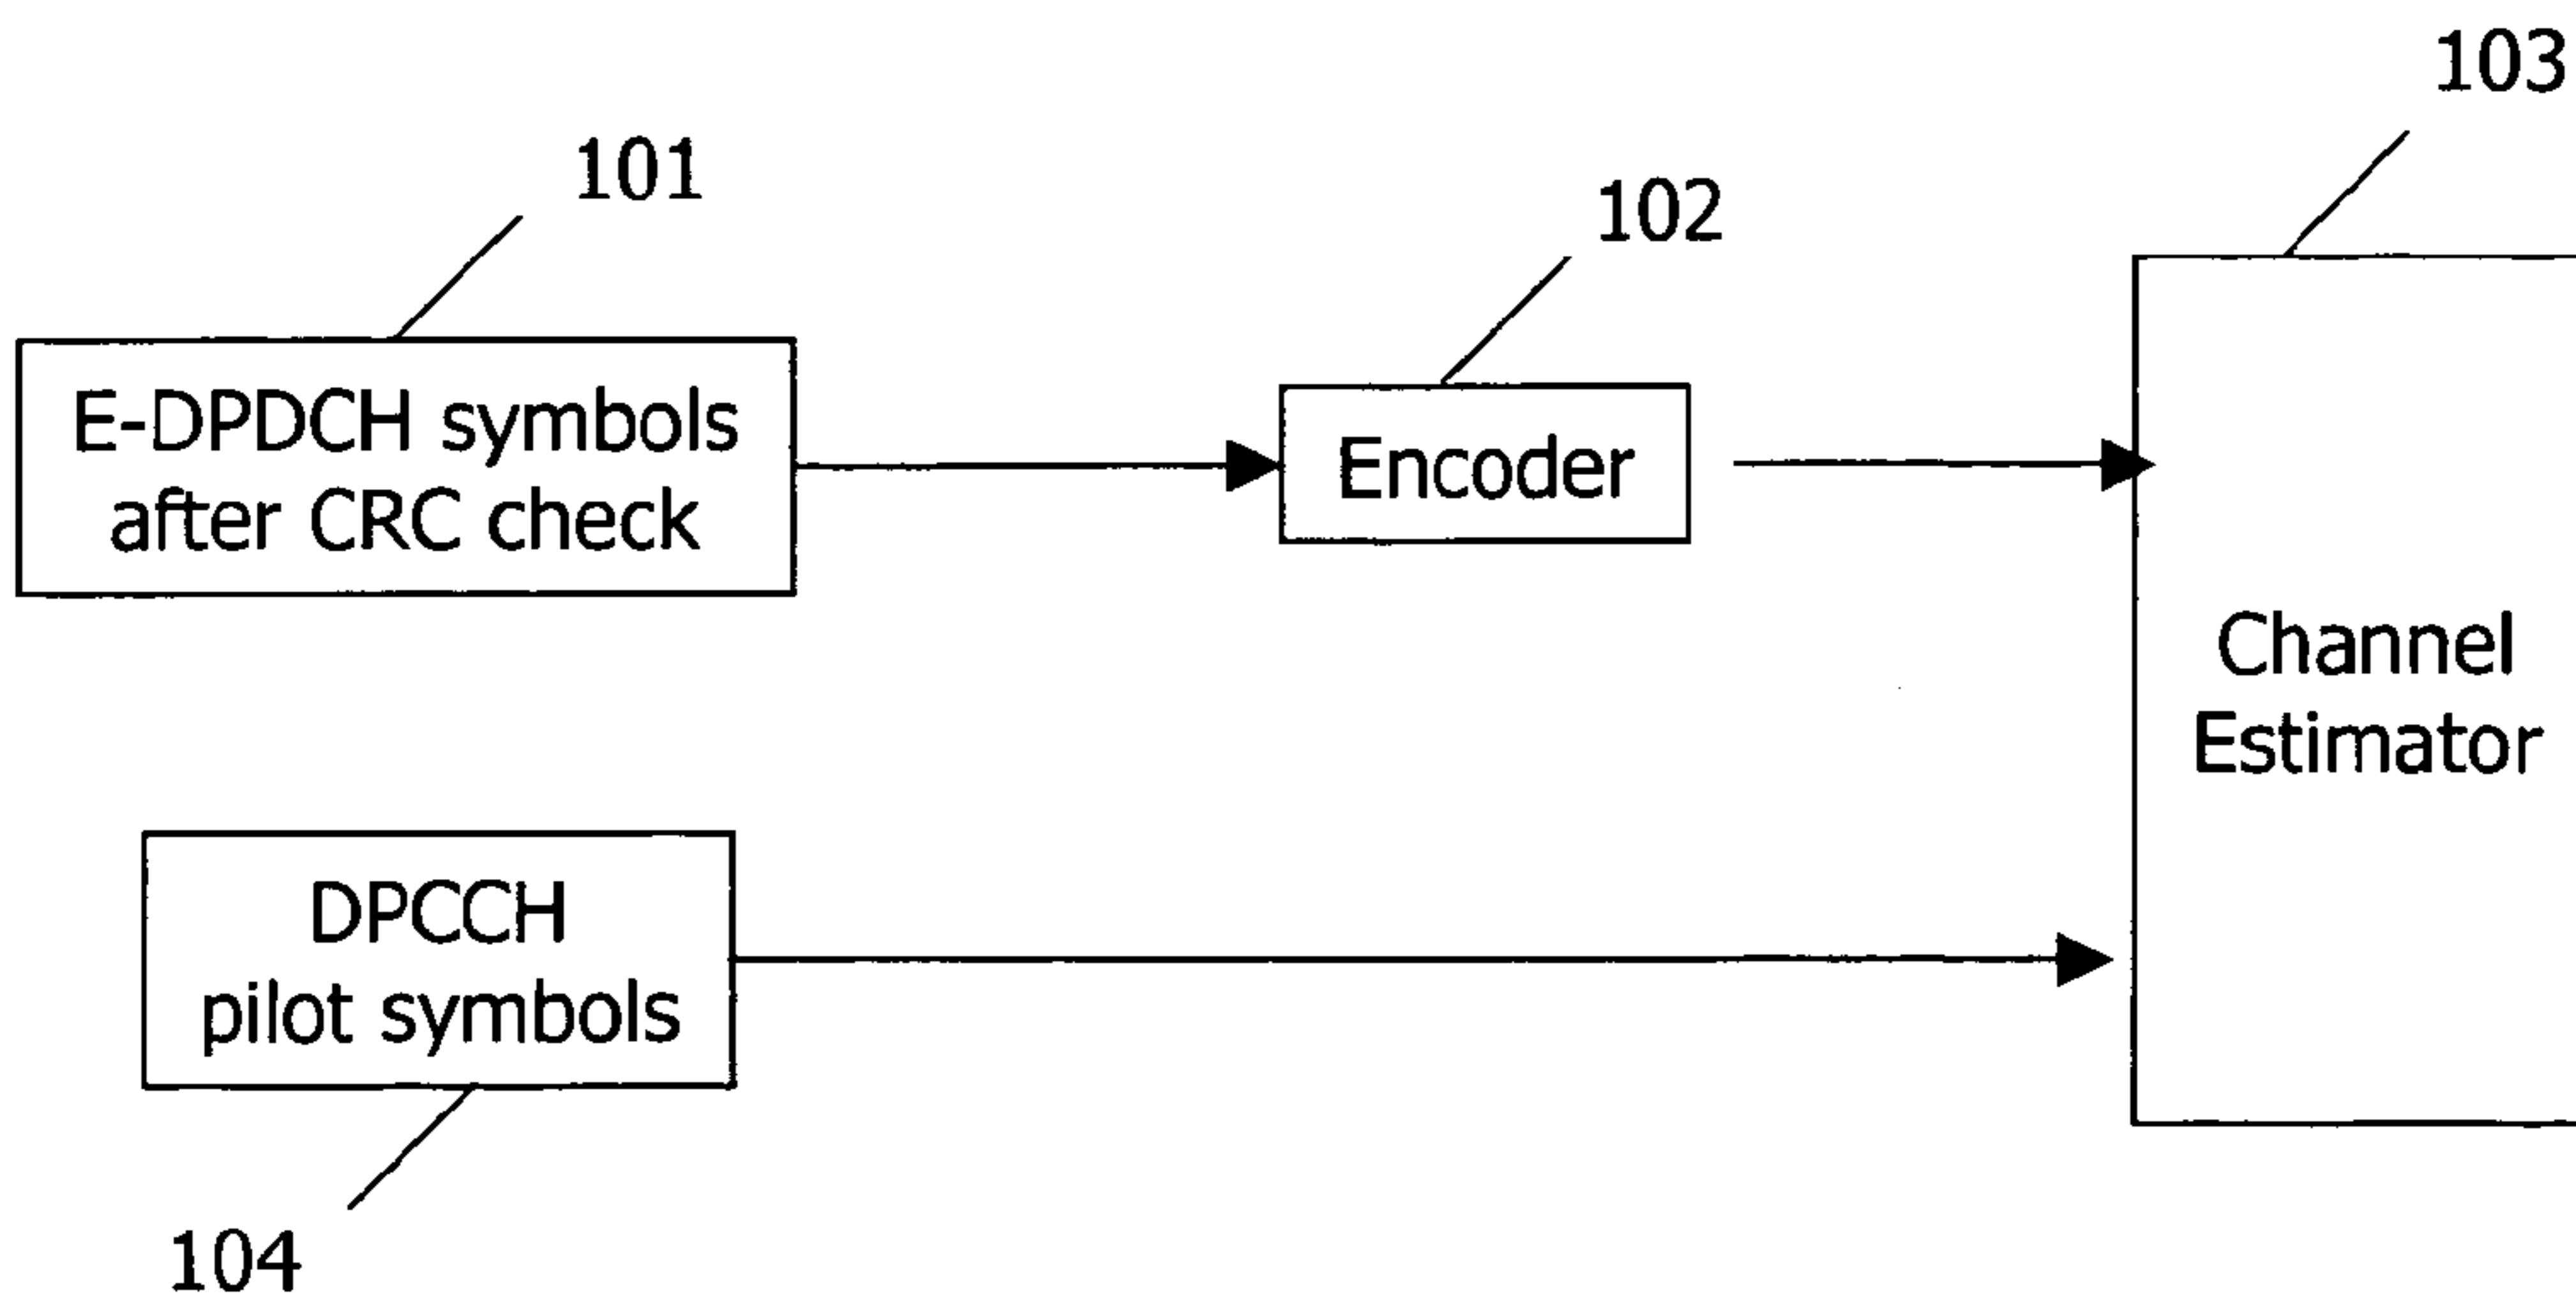 103
101
102
E-DPDCH symbols
after CRC check
Encoder
Channel
Estimator
DPCCH
pilot symbols
104